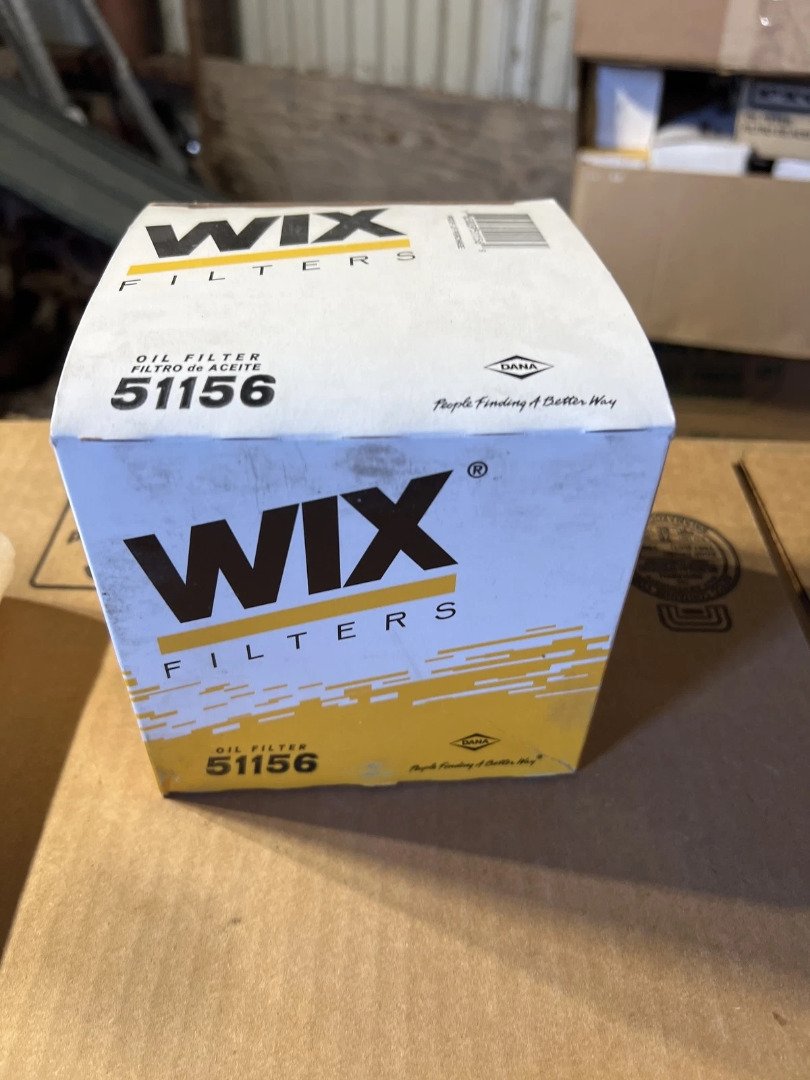 WIX
FILTERS
OIL FILTER
FILTRO de ACEITE
51156
DANA
People Finding A Better Way
WIX®
FILTERS
OIL FILTER
51156
DANA
People Finding A Better Way®